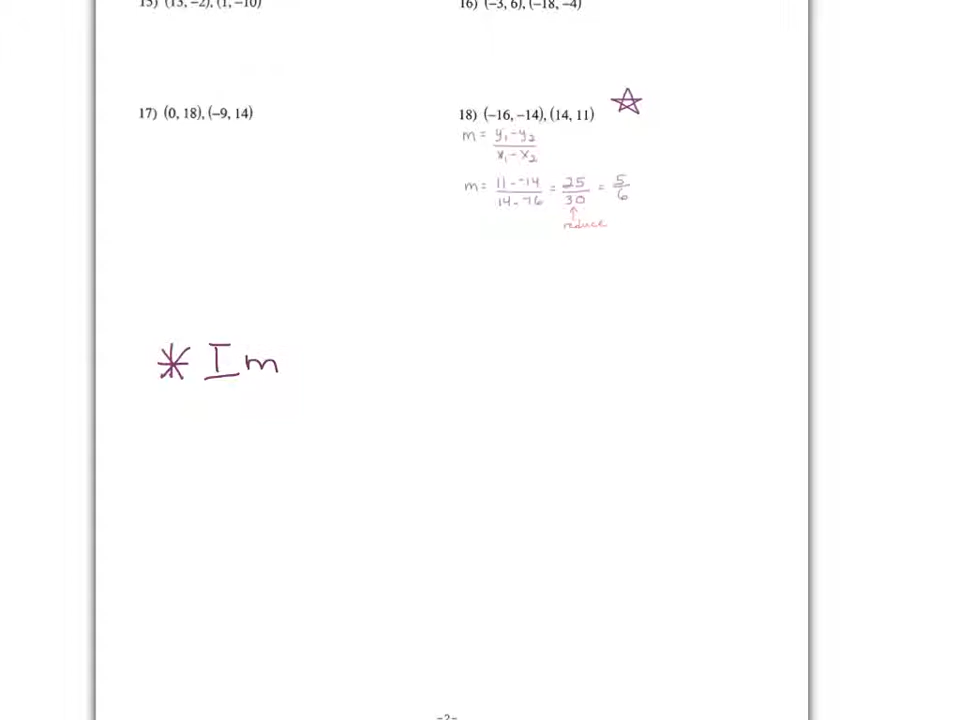 15) (13, −2), (1, −10)
16) (−3, 6), (−18, −4)
17) (0, 18), (−9, 14)
18) (−16, −14), (14, 11)
m = y₁-y₂ / x₁-x₂
m = 11--14 / 14--16 = 25 / 30 = 5 / 6
reduce
* Im
-2-